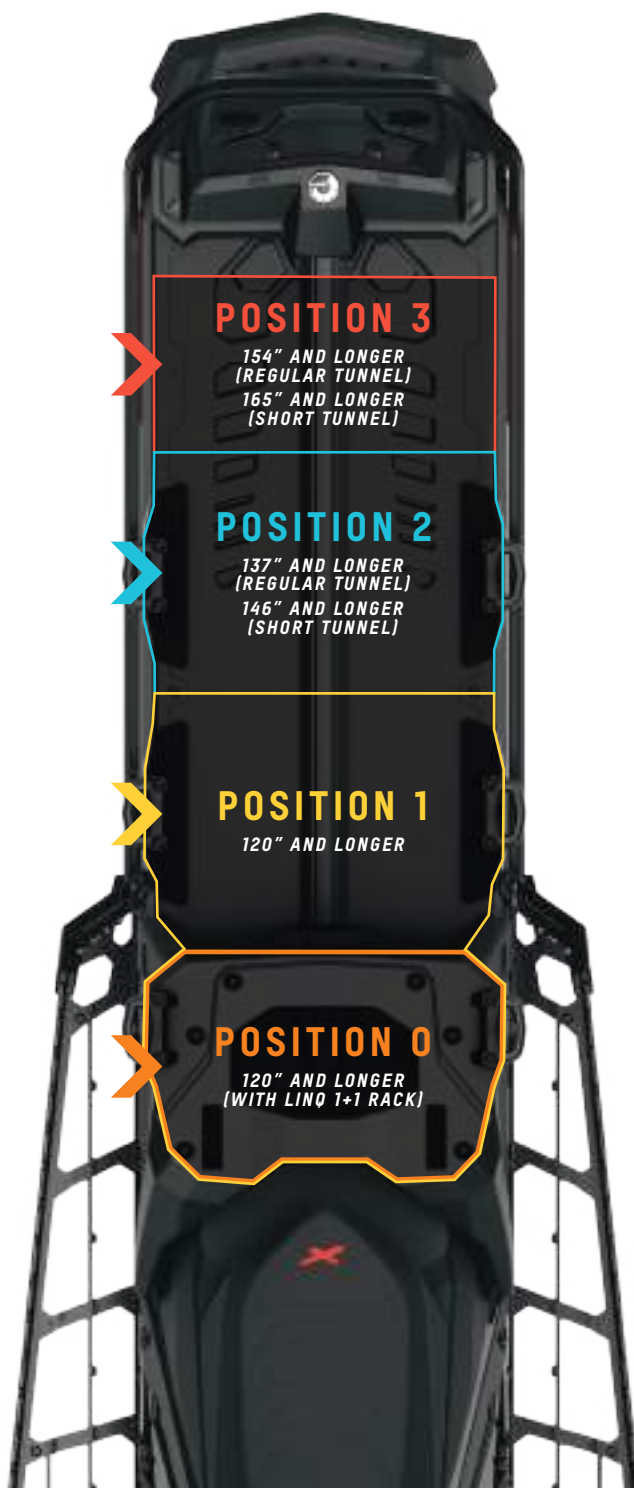 POSITION 3
154" AND LONGER
(REGULAR TUNNEL)
165" AND LONGER
(SHORT TUNNEL)
POSITION 2
137" AND LONGER
(REGULAR TUNNEL)
146" AND LONGER
(SHORT TUNNEL)
POSITION 1
120" AND LONGER
POSITION 0
120" AND LONGER
(WITH LINQ 1+1 RACK)
X